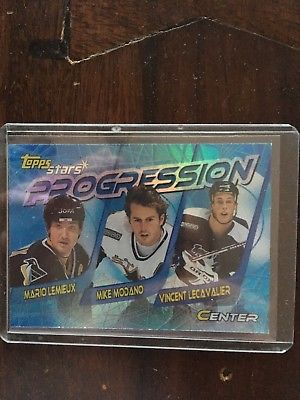 Topps
stars
PROGRESSION
MARIO LEMIEUX
MIKE MODANO
VINCENT LECAVALIER
CENTER